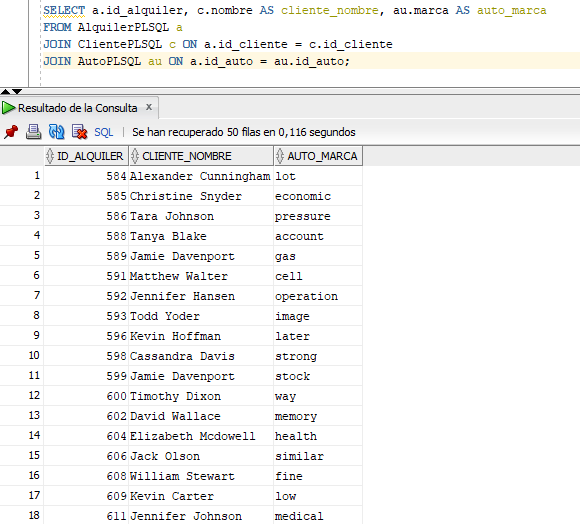 SELECT a.id_alquiler, c.nombre AS cliente_nombre, au.marca AS auto_marca
FROM AlquilerPLSQL a
JOIN ClientePLSQL c ON a.id_cliente = c.id_cliente
JOIN AutoPLSQL au ON a.id_auto = au.id_auto;
Resultado de la Consulta x
SQL | Se han recuperado 50 filas en 0,116 segundos
ID_ALQUILER CLIENTE_NOMBRE AUTO_MARCA
1 584 Alexander Cunningham lot
2 585 Christine Snyder economic
3 586 Tara Johnson pressure
4 588 Tanya Blake account
5 589 Jamie Davenport gas
6 591 Matthew Walter cell
7 592 Jennifer Hansen operation
8 593 Todd Yoder image
9 596 Kevin Hoffman later
10 598 Cassandra Davis strong
11 599 Jamie Davenport stock
12 600 Timothy Dixon way
13 602 David Wallace memory
14 604 Elizabeth Mcdowell health
15 606 Jack Olson similar
16 608 William Stewart fine
17 609 Kevin Carter low
18 611 Jennifer Johnson medical